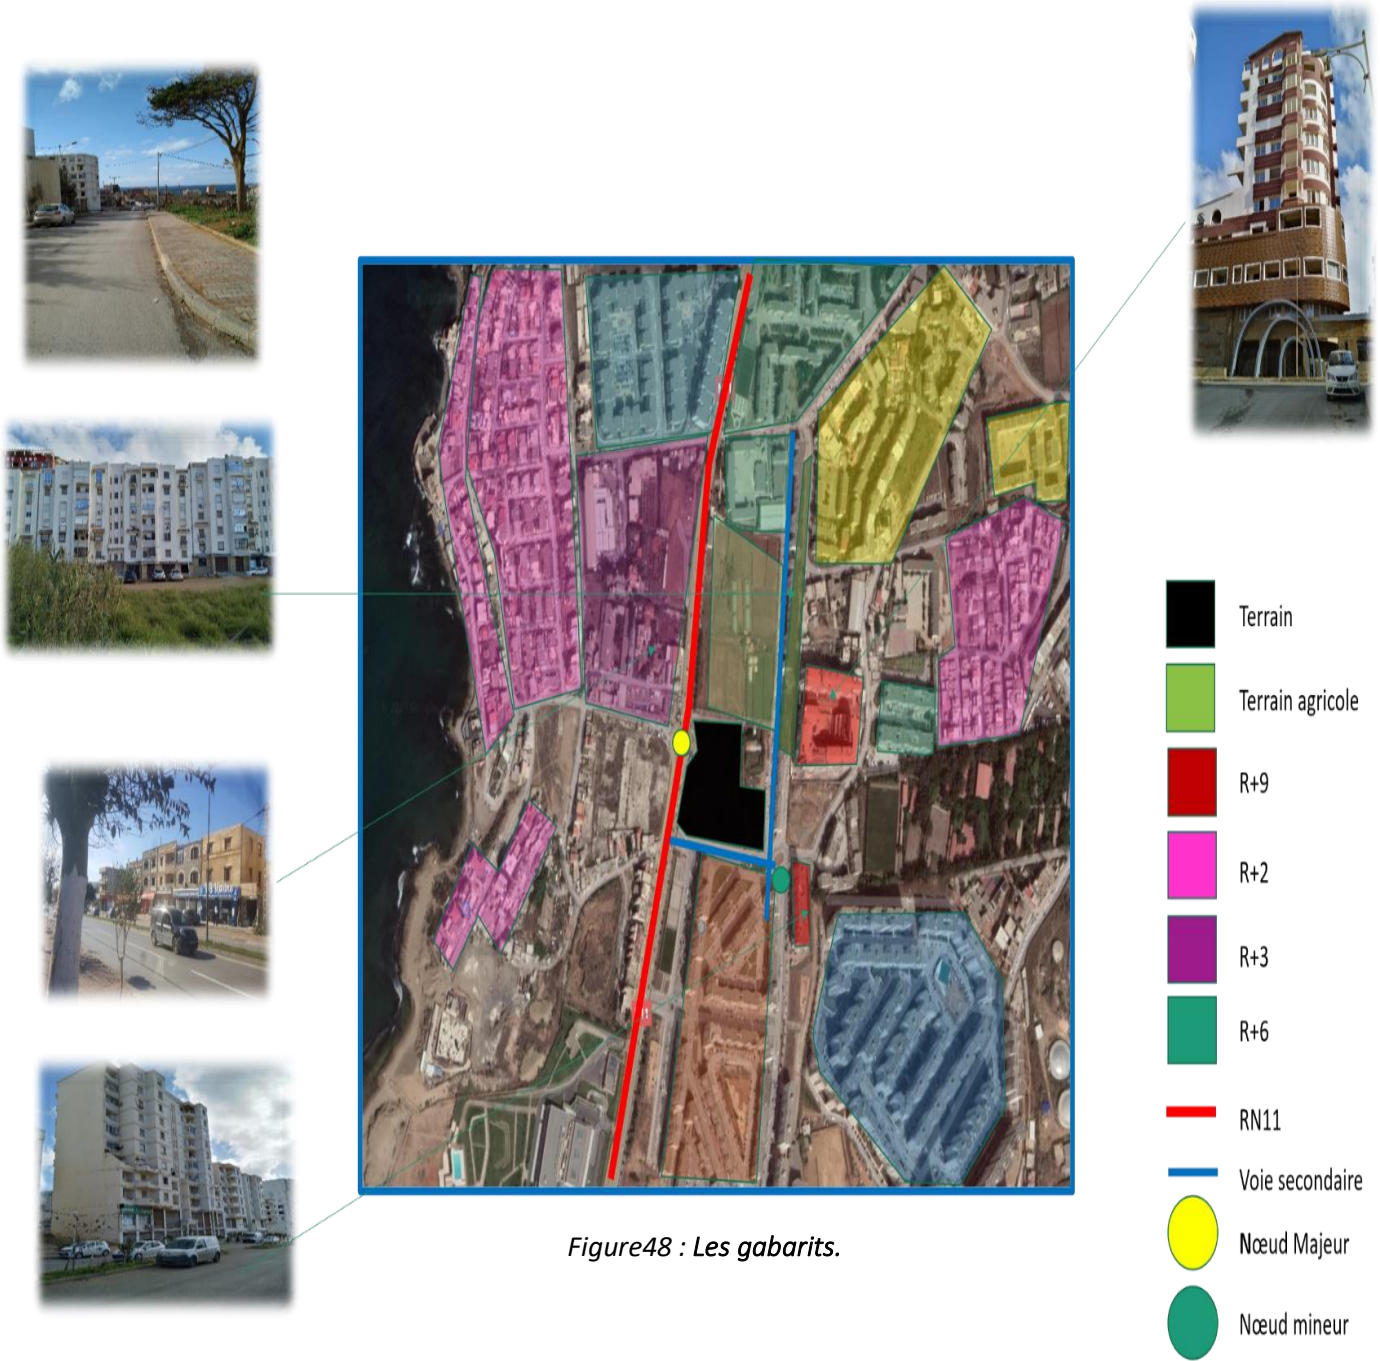 Terrain
Terrain agricole
R+9
R+2
R+3
R+6
RN11
Voie secondaire
Nœud Majeur
Nœud mineur
Figure48 : Les gabarits.